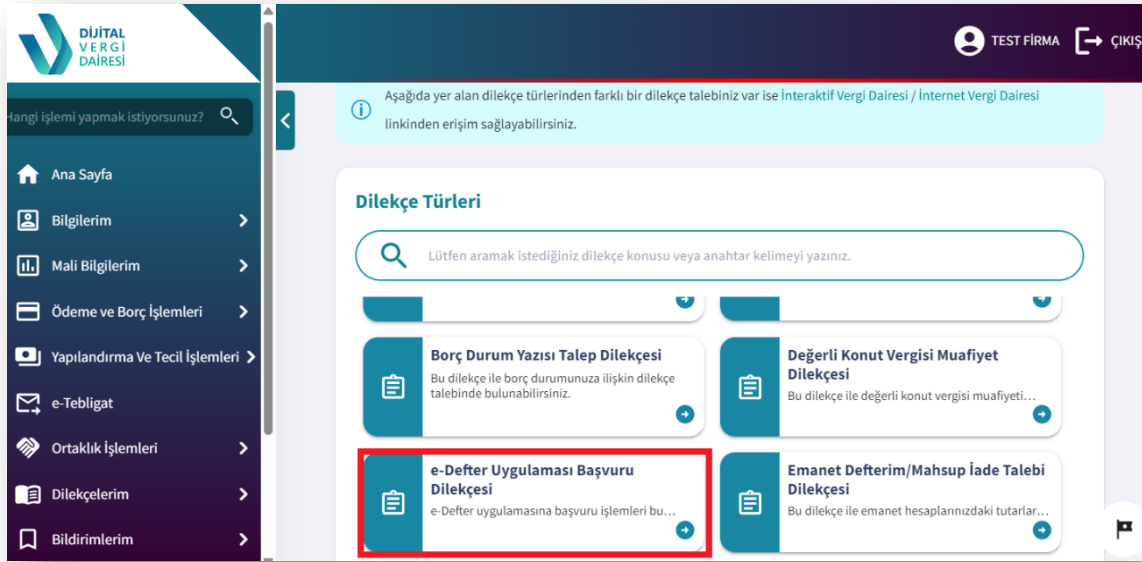 DİJİTAL
VERGİ
DAİRESİ
TEST FİRMA
ÇIKIŞ
Hangi işlemi yapmak istiyorsunuz?
Ana Sayfa
Bilgilerim
Mali Bilgilerim
Ödeme ve Borç İşlemleri
Yapılandırma Ve Tecil İşlemleri
e-Tebligat
Ortaklık İşlemleri
Dilekçelerim
Bildirimlerim
Aşağıda yer alan dilekçe türlerinden farklı bir dilekçe talebiniz var ise İnteraktif Vergi Dairesi / İnternet Vergi Dairesi
linkinden erişim sağlayabilirsiniz.
Dilekçe Türleri
Lütfen aramak istediğiniz dilekçe konusu veya anahtar kelimeyi yazınız.
Borç Durum Yazısı Talep Dilekçesi
Bu dilekçe ile borç durumunuza ilişkin dilekçe
talebinde bulunabilirsiniz.
Değerli Konut Vergisi Muafiyet
Dilekçesi
Bu dilekçe ile değerli konut vergisi muafiyeti...
e-Defter Uygulaması Başvuru
Dilekçesi
e-Defter uygulamasına başvuru işlemleri bu...
Emanet Defterim/Mahsup İade Talebi
Dilekçesi
Bu dilekçe ile emanet hesaplarınızdaki tutarlar...